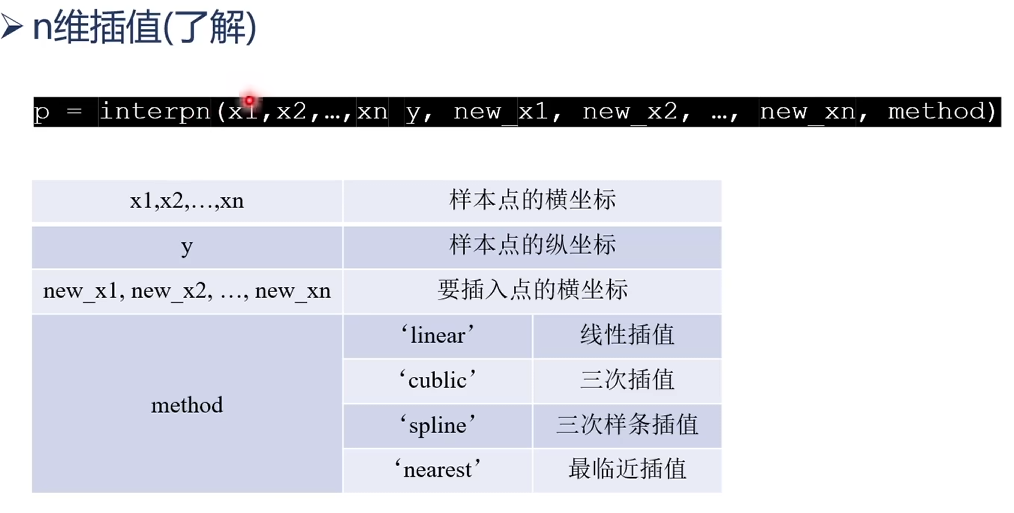 n维插值(了解)
p = interpn(x1,x2,…,xn y, new_x1, new_x2, …, new_xn, method)
x1,x2,…,xn 样本点的横坐标
y 样本点的纵坐标
new_x1, new_x2, …, new_xn 要插入点的横坐标
‘linear’ 线性插值
‘cublic’ 三次插值
method
‘spline’ 三次样条插值
‘nearest’ 最临近插值